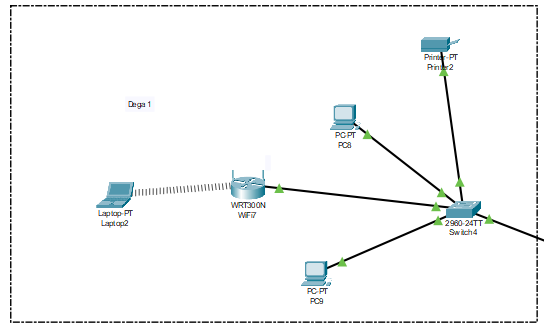 Printer-PT
Printer2
Dega 1
PC-PT
PC8
WRT300N
WiFi7
Laptop-PT
Laptop2
2960-24TT
Switch4
PC-PT
PC9